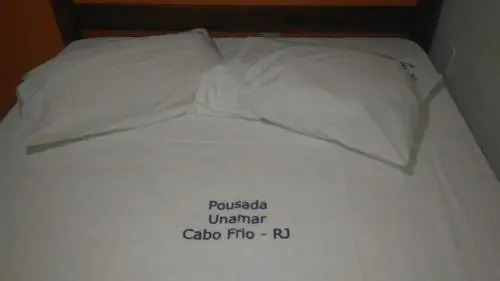 Pousada
Unamar
Cabo Frio - RJ